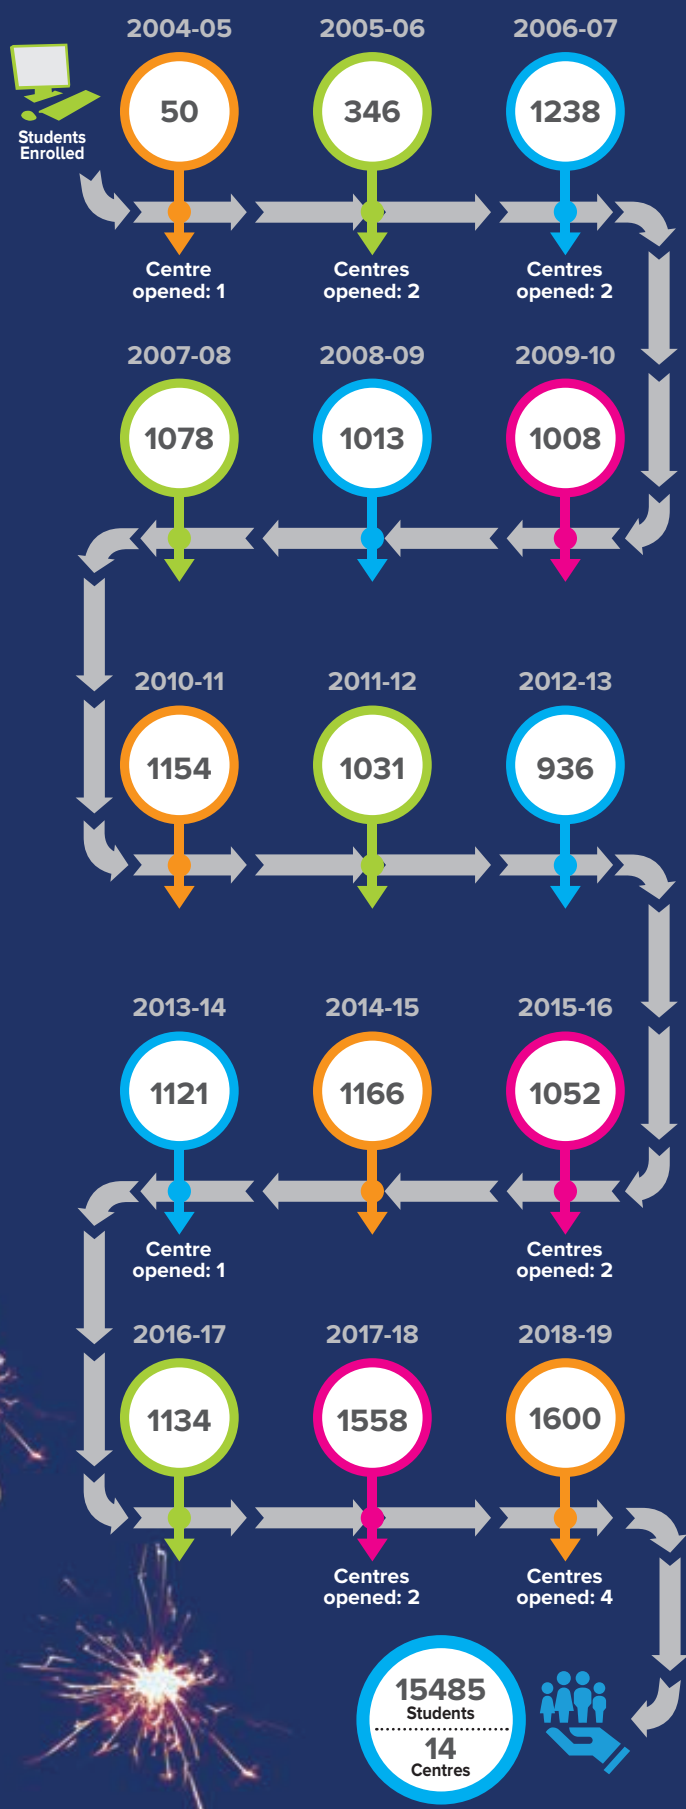 2004-05 2005-06 2006-07
Students
Enrolled
50 346 1238
Centre
opened: 1
Centres
opened: 2
Centres
opened: 2
2007-08 2008-09 2009-10
1078 1013 1008
2010-11 2011-12 2012-13
1154 1031 936
2013-14 2014-15 2015-16
1121 1166 1052
Centre
opened: 1
Centres
opened: 2
2016-17 2017-18 2018-19
1134 1558 1600
Centres
opened: 2
Centres
opened: 4
15485
Students
14
Centres